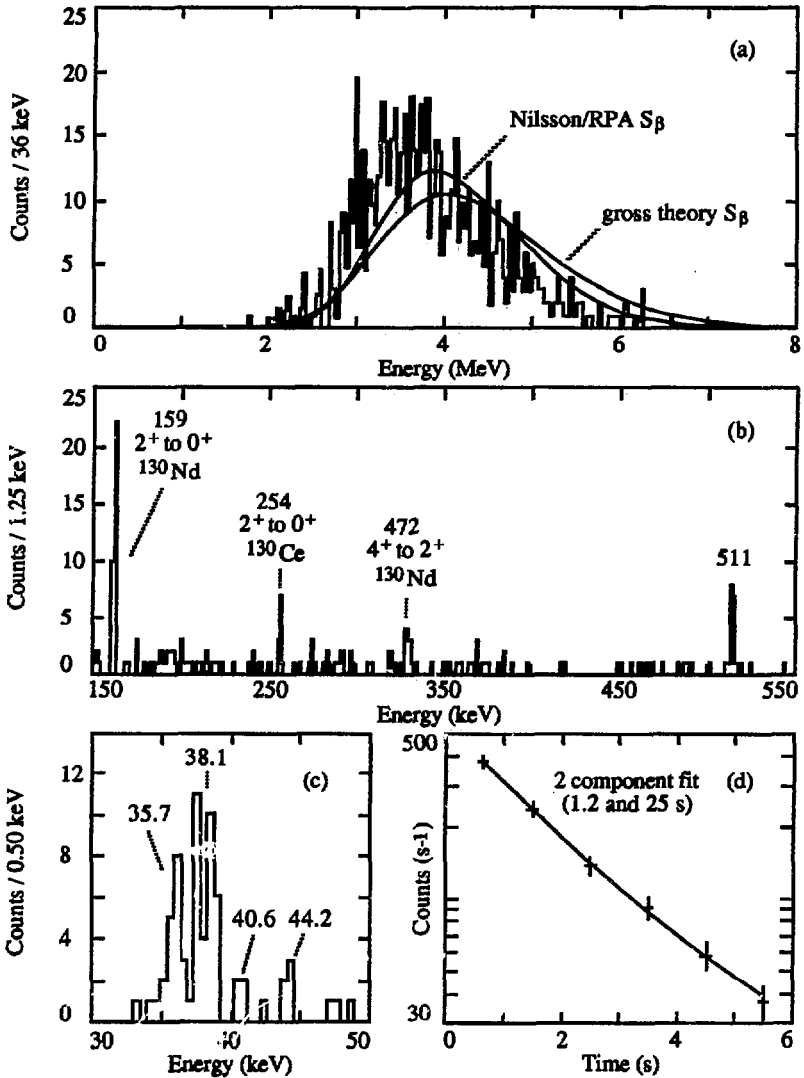 25
20
15
10
5
0
Counts / 36 keV
(a)
Nilsson/RPA Sβ
gross theory Sβ
0 2 4 6 8
Energy (MeV)
25
20
15
10
5
0
Counts / 1.25 keV
(b)
159
2+ to 0+
130Nd
254
2+ to 0+
130Ce
472
4+ to 2+
130Nd
511
150 250 350 450 550
Energy (keV)
12
8
4
0
Counts / 0.50 keV
(c)
38.1
35.7
40.6
44.2
30 40 50
Energy (keV)
500
30
Counts (s-1)
2 component fit
(1.2 and 25 s)
(d)
0 2 4 6
Time (s)